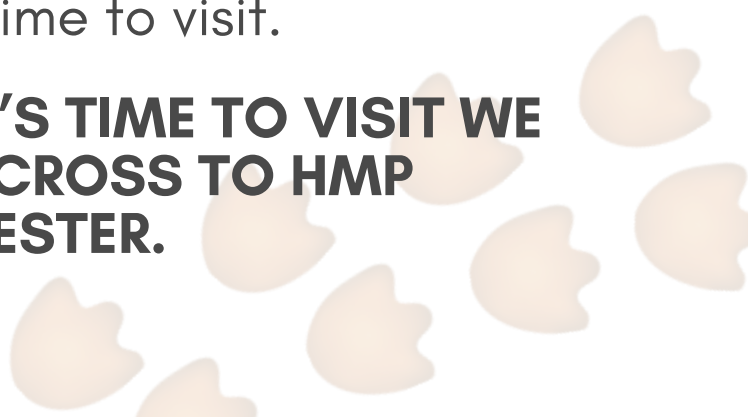 ime to visit.
'S TIME TO VISIT WE
CROSS TO HMP
ESTER.